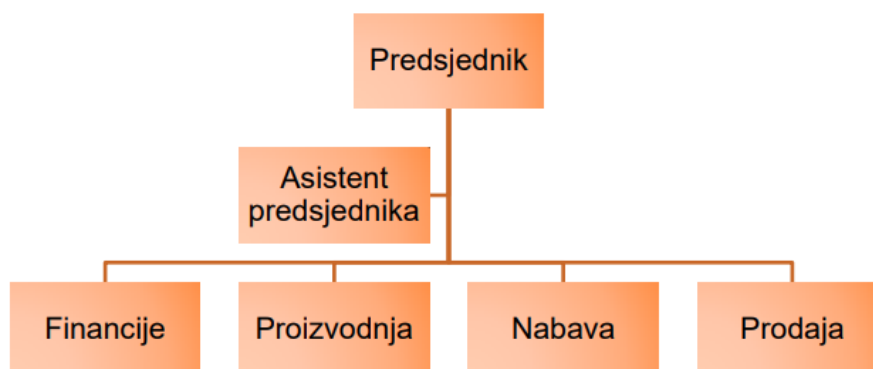 Predsjednik
Asistent
predsjednika
Financije
Proizvodnja
Nabava
Prodaja